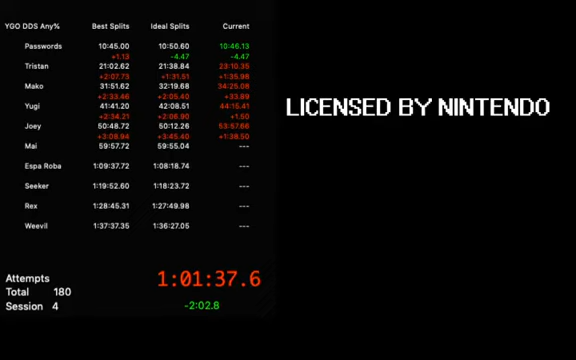 YGO DDS Any% Best Splits Ideal Splits Current
Passwords 10:45.00 10:50.60 10:46.13
+1.13 -4.47 -4.47
Tristan 21:02.62 21:38.84 23:10.35
+2:07.73 +1:31.51 +1:35.98
Mako 31:51.62 32:19.68 34:25.08
+2:33.46 +2:05.40 +33.89
Yugi 41:41.20 42:08.51 44:15.41
+2:34.21 +2:06.90 +1.50
Joey 50:48.72 50:12.26 53:57.66
+3:08.94 +3:45.40 +1:38.50
Mai 59:57.72 59:55.04 ---
Espa Roba 1:09:37.72 1:08:18.74 ---
Seeker 1:19:52.60 1:18:23.72 ---
Rex 1:28:45.31 1:27:49.98 ---
Weevil 1:37:37.35 1:36:27.05 ---
LICENSED BY NINTENDO
Attempts 1:01:37.6
Total 180
Session 4 -2:02.8